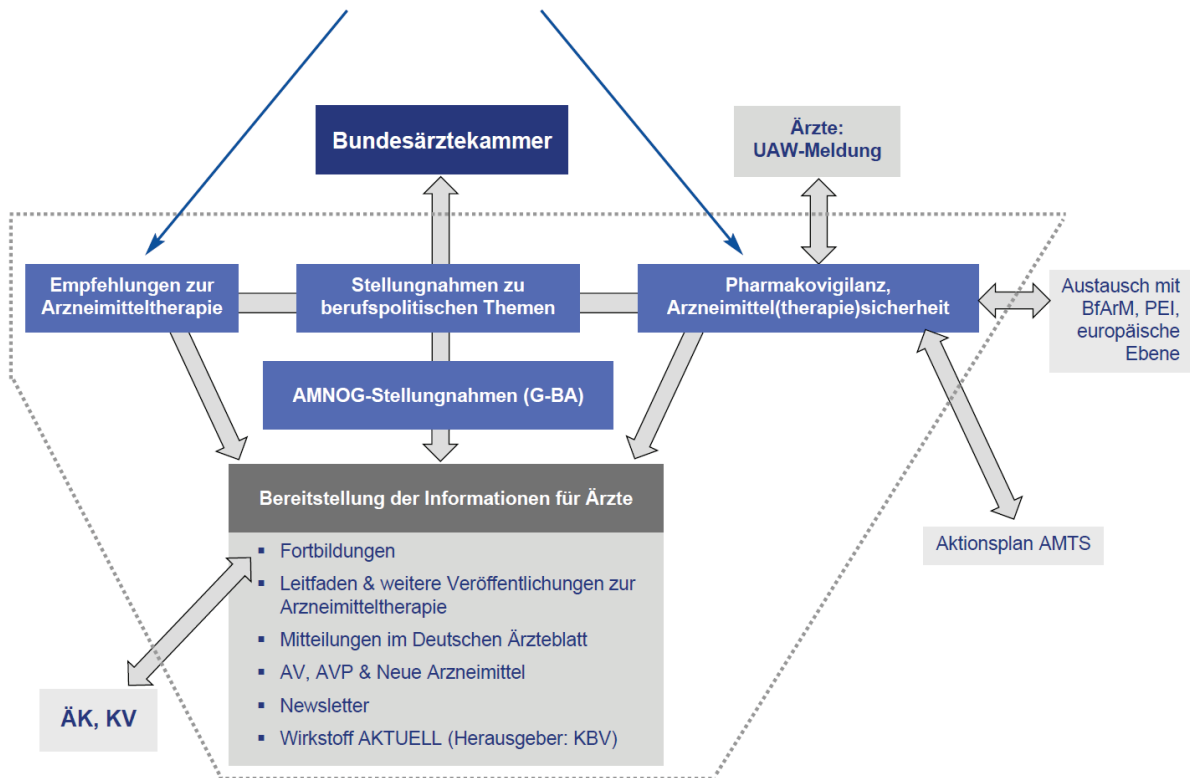 Bundesärztekammer
Ärzte:
UAW-Meldung
Empfehlungen zur
Arzneimitteltherapie
Stellungnahmen zu
berufspolitischen Themen
Pharmakovigilanz,
Arzneimittel(therapie)sicherheit
Austausch mit
BfArM, PEI,
europäische
Ebene
AMNOG-Stellungnahmen (G-BA)
Bereitstellung der Informationen für Ärzte
▪ Fortbildungen
▪ Leitfaden & weitere Veröffentlichungen zur
Arzneimitteltherapie
▪ Mitteilungen im Deutschen Ärzteblatt
▪ AV, AVP & Neue Arzneimittel
▪ Newsletter
▪ Wirkstoff AKTUELL (Herausgeber: KBV)
Aktionsplan AMTS
ÄK, KV